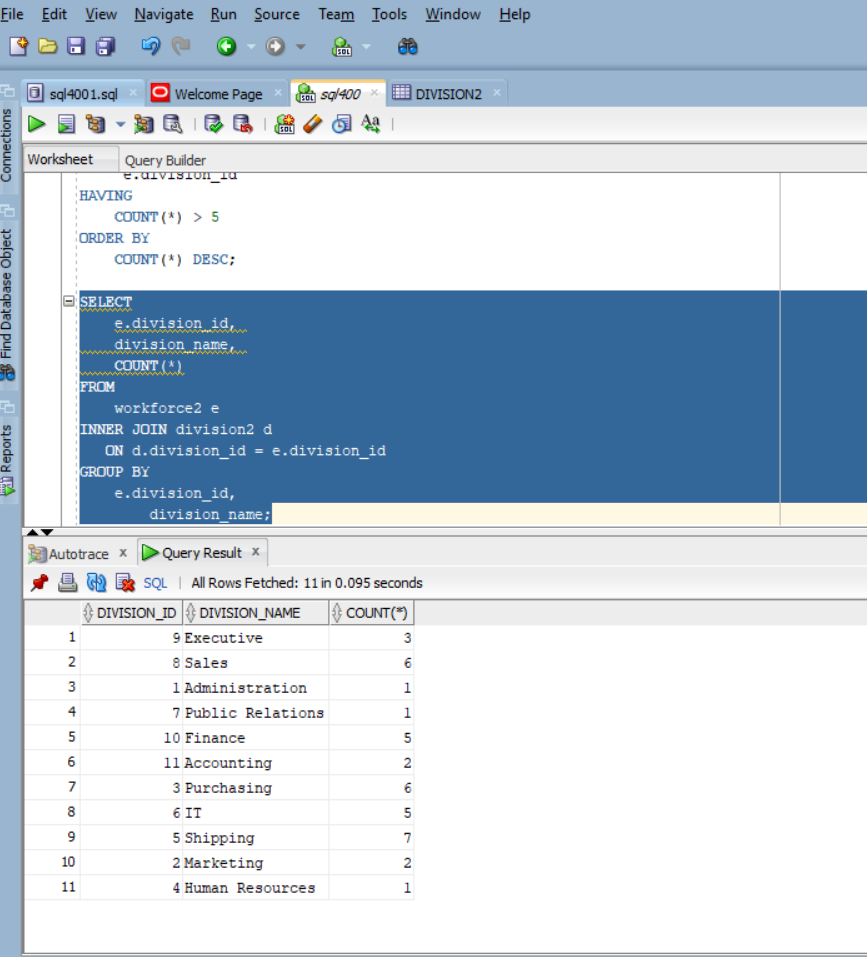 File Edit View Navigate Run Source Team Tools Window Help
sql4001.sql Welcome Page sql400 DIVISION2
Connections
Find Database Object
Reports
Worksheet Query Builder
e.division_id
HAVING
COUNT(*) > 5
ORDER BY
COUNT(*) DESC;
SELECT
e.division_id,
division_name,
COUNT(*)
FROM
workforce2 e
INNER JOIN division2 d
ON d.division_id = e.division_id
GROUP BY
e.division_id,
division_name;
Autotrace x Query Result x
SQL | All Rows Fetched: 11 in 0.095 seconds
DIVISION_ID DIVISION_NAME COUNT(*)
1 9 Executive 3
2 8 Sales 6
3 1 Administration 1
4 7 Public Relations 1
5 10 Finance 5
6 11 Accounting 2
7 3 Purchasing 6
8 6 IT 5
9 5 Shipping 7
10 2 Marketing 2
11 4 Human Resources 1